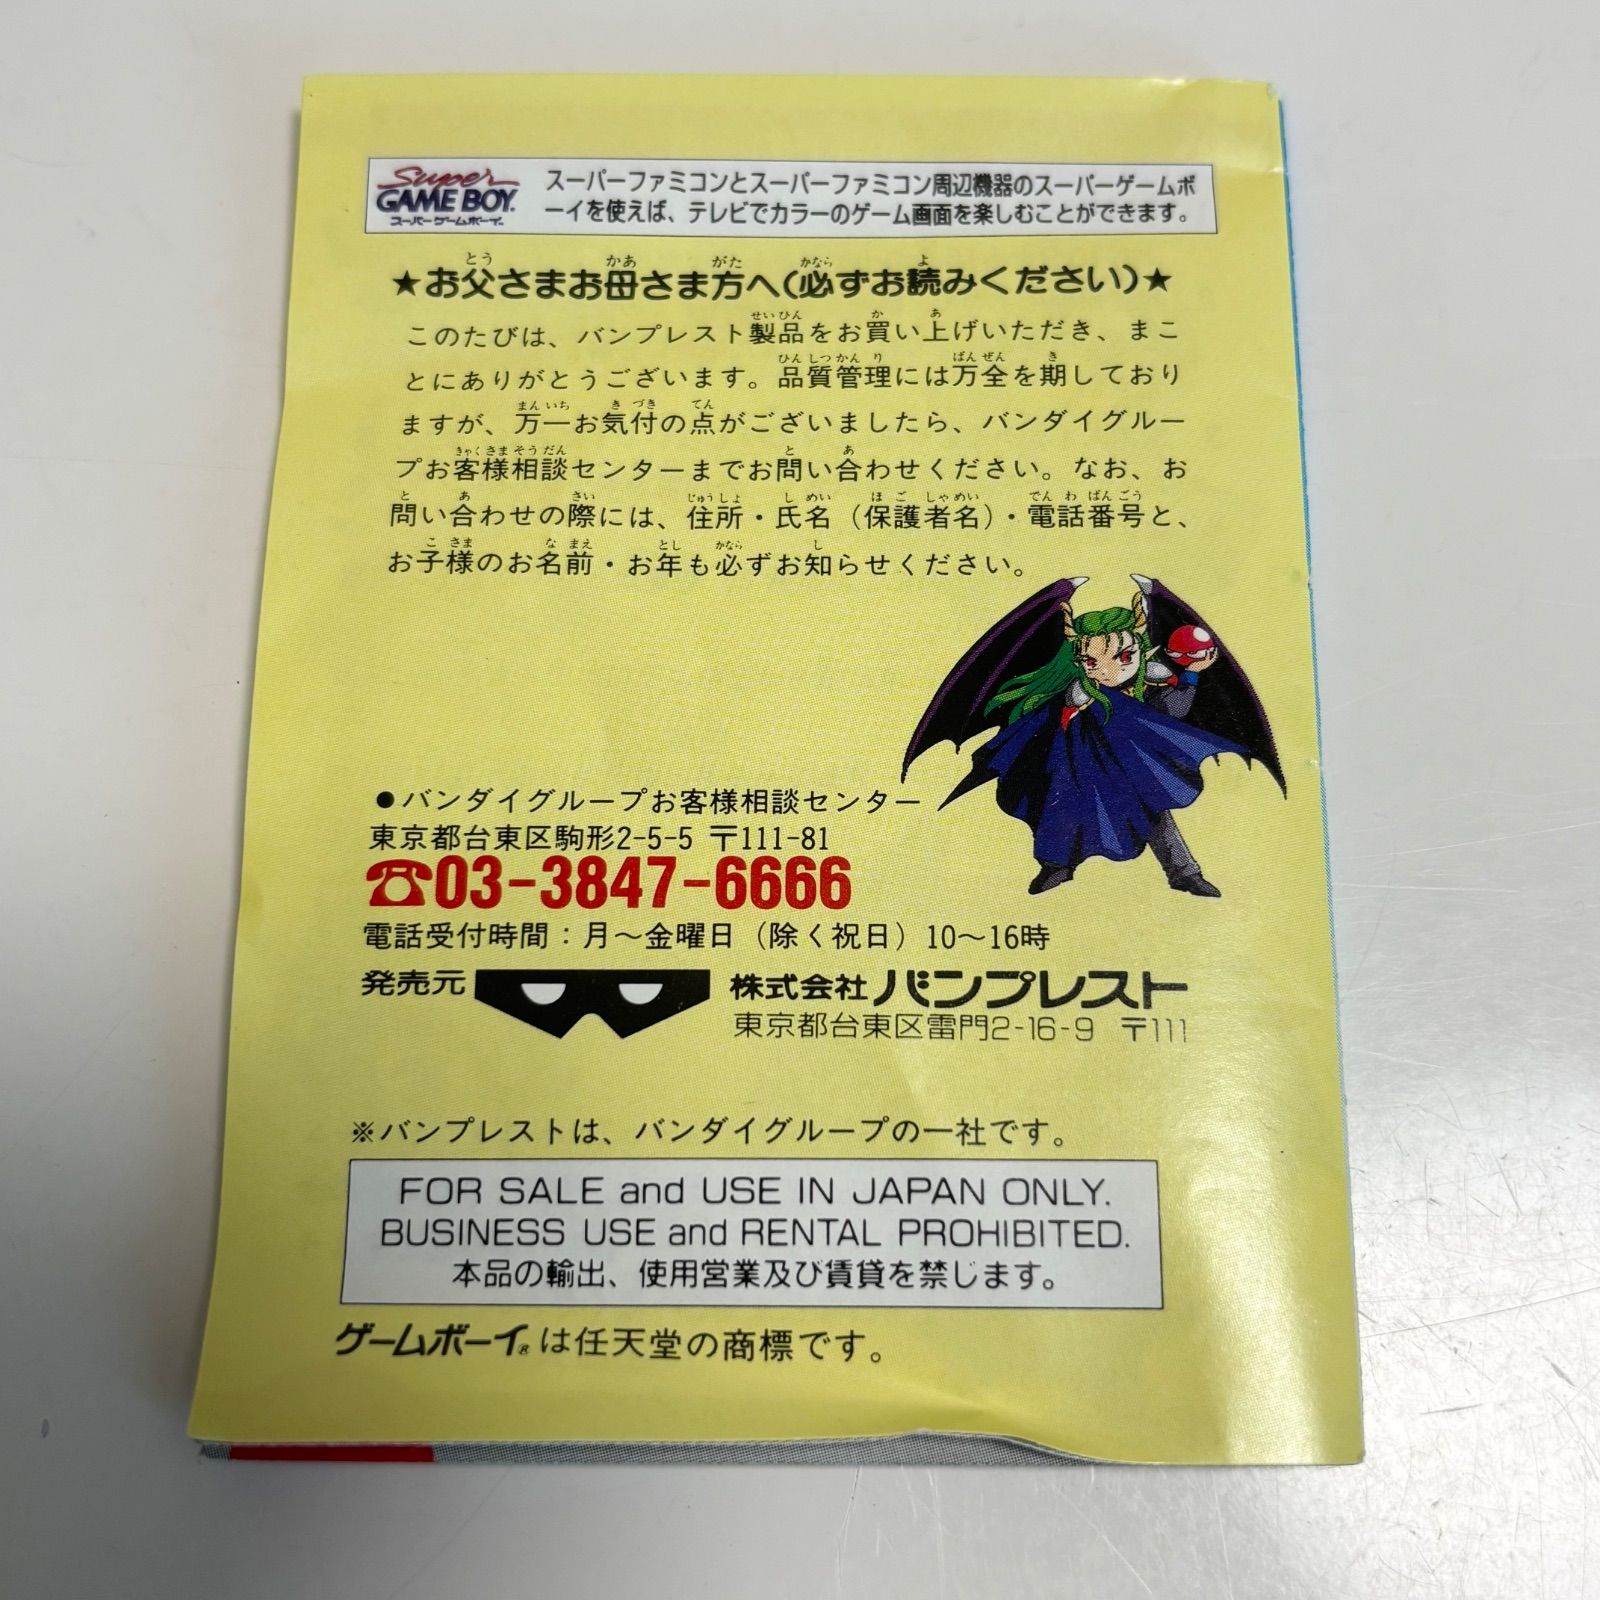 Super
GAME BOY
スーパーゲームボーイ
スーパーファミコンとスーパーファミコン周辺機器のスーパーゲームボ
ーイを使えば、テレビでカラーのゲーム画面を楽しむことができます。
★お父さまお母さま方へ(必ずお読みください)★
このたびは、バンプレスト製品をお買い上げいただき、まこ
とにありがとうございます。品質管理には万全を期しており
ますが、万一お気付の点がございましたら、バンダイグルー
プお客様相談センターまでお問い合わせください。なお、お
問い合わせの際には、住所・氏名(保護者名)・電話番号と、
お子様のお名前・お年も必ずお知らせください。
●バンダイグループお客様相談センター
東京都台東区駒形2-5-5 〒111-81
☎03-3847-6666
電話受付時間：月〜金曜日(除く祝日)10〜16時
発売元 株式会社バンプレスト
東京都台東区雷門2-16-9 〒111
※バンプレストは、バンダイグループの一社です。
FOR SALE and USE IN JAPAN ONLY.
BUSINESS USE and RENTAL PROHIBITED.
本品の輸出、使用営業及び賃貸を禁じます。
ゲームボーイ®は任天堂の商標です。